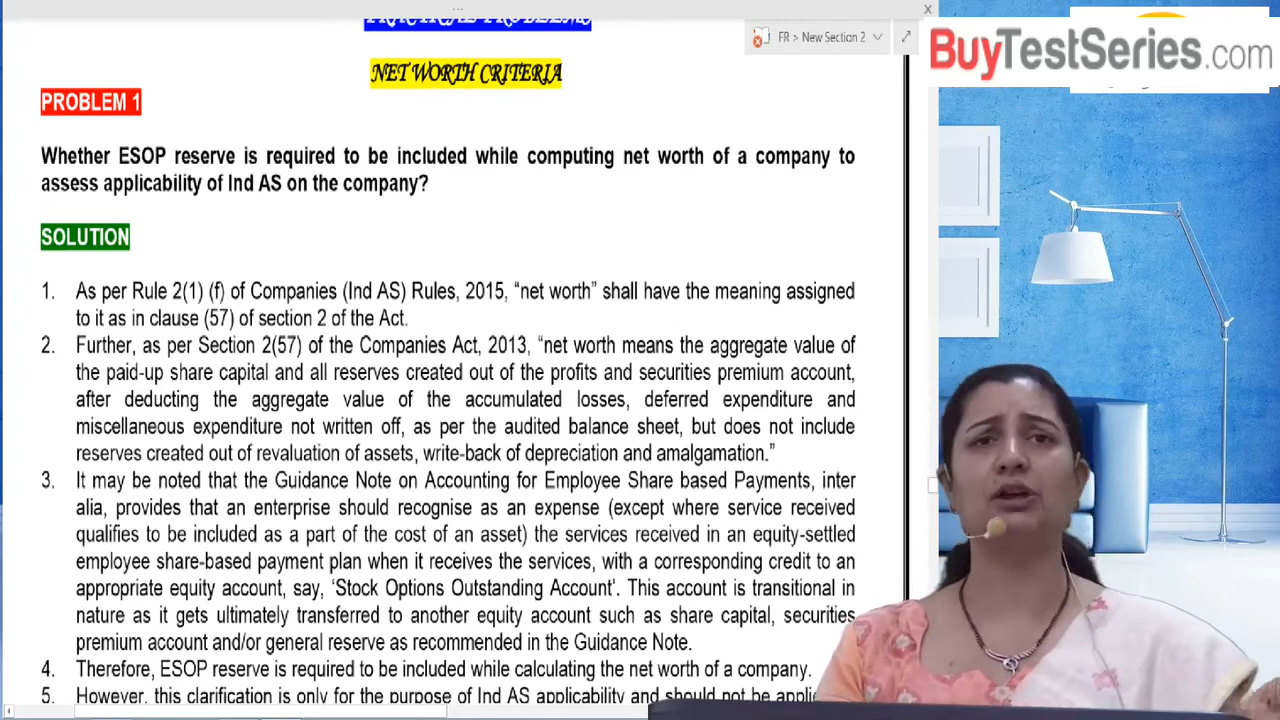 PRACTICAL PROBLEMS
FR > New Section 2
BuyTestSeries.com
NET WORTH CRITERIA
PROBLEM 1
Whether ESOP reserve is required to be included while computing net worth of a company to
assess applicability of Ind AS on the company?
SOLUTION
1. As per Rule 2(1) (f) of Companies (Ind AS) Rules, 2015, “net worth” shall have the meaning assigned
to it as in clause (57) of section 2 of the Act.
2. Further, as per Section 2(57) of the Companies Act, 2013, “net worth means the aggregate value of
the paid-up share capital and all reserves created out of the profits and securities premium account,
after deducting the aggregate value of the accumulated losses, deferred expenditure and
miscellaneous expenditure not written off, as per the audited balance sheet, but does not include
reserves created out of revaluation of assets, write-back of depreciation and amalgamation.”
3. It may be noted that the Guidance Note on Accounting for Employee Share based Payments, inter
alia, provides that an enterprise should recognise as an expense (except where service received
qualifies to be included as a part of the cost of an asset) the services received in an equity-settled
employee share-based payment plan when it receives the services, with a corresponding credit to an
appropriate equity account, say, ‘Stock Options Outstanding Account’. This account is transitional in
nature as it gets ultimately transferred to another equity account such as share capital, securities
premium account and/or general reserve as recommended in the Guidance Note.
4. Therefore, ESOP reserve is required to be included while calculating the net worth of a company.
5. However, this clarification is only for the purpose of Ind AS applicability and should not be